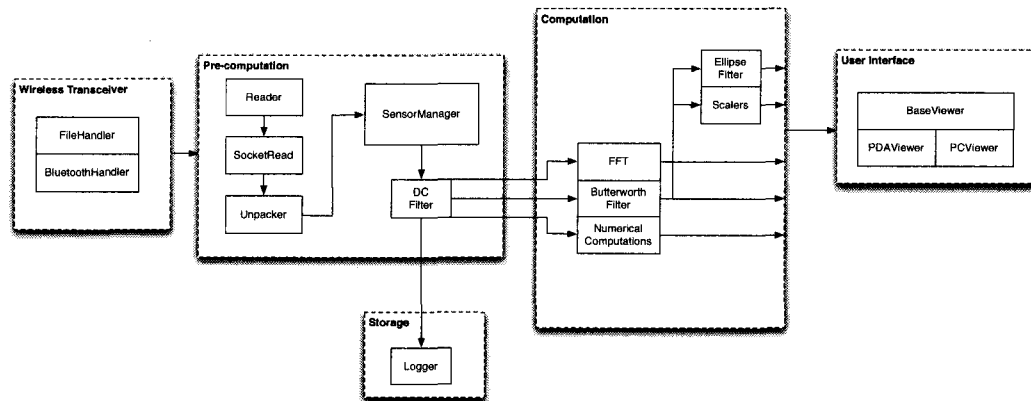 Wireless Transceiver
FileHandler
BluetoothHandler
Pre-computation
Reader
SocketRead
Unpacker
SensorManager
DC
Filter
Storage
Logger
Computation
Ellipse
Fitter
Scalers
FFT
Butterworth
Filter
Numerical
Computations
User Interface
BaseViewer
PDAViewer
PCViewer